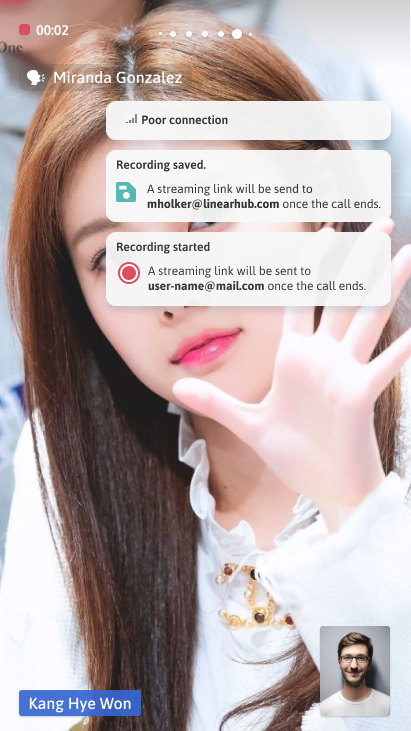 00:02
One
Miranda Gonzalez
Poor connection
Recording saved.
A streaming link will be send to
mholker@linearhub.com once the call ends.
Recording started
A streaming link will be sent to
user-name@mail.com once the call ends.
Kang Hye Won